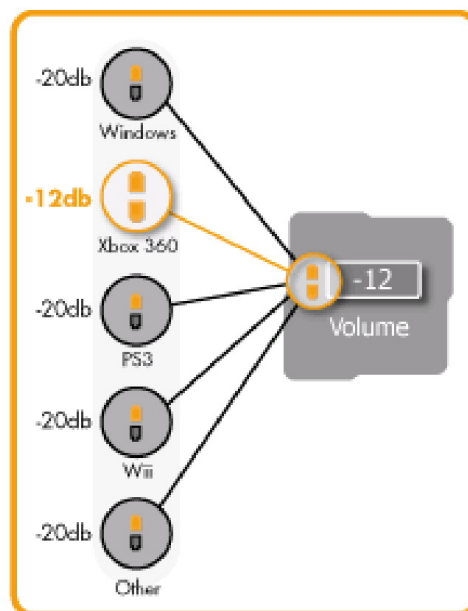 -20db
Windows
-12db
Xbox 360
-20db
PS3
-20db
Wii
-20db
Other
-12
Volume